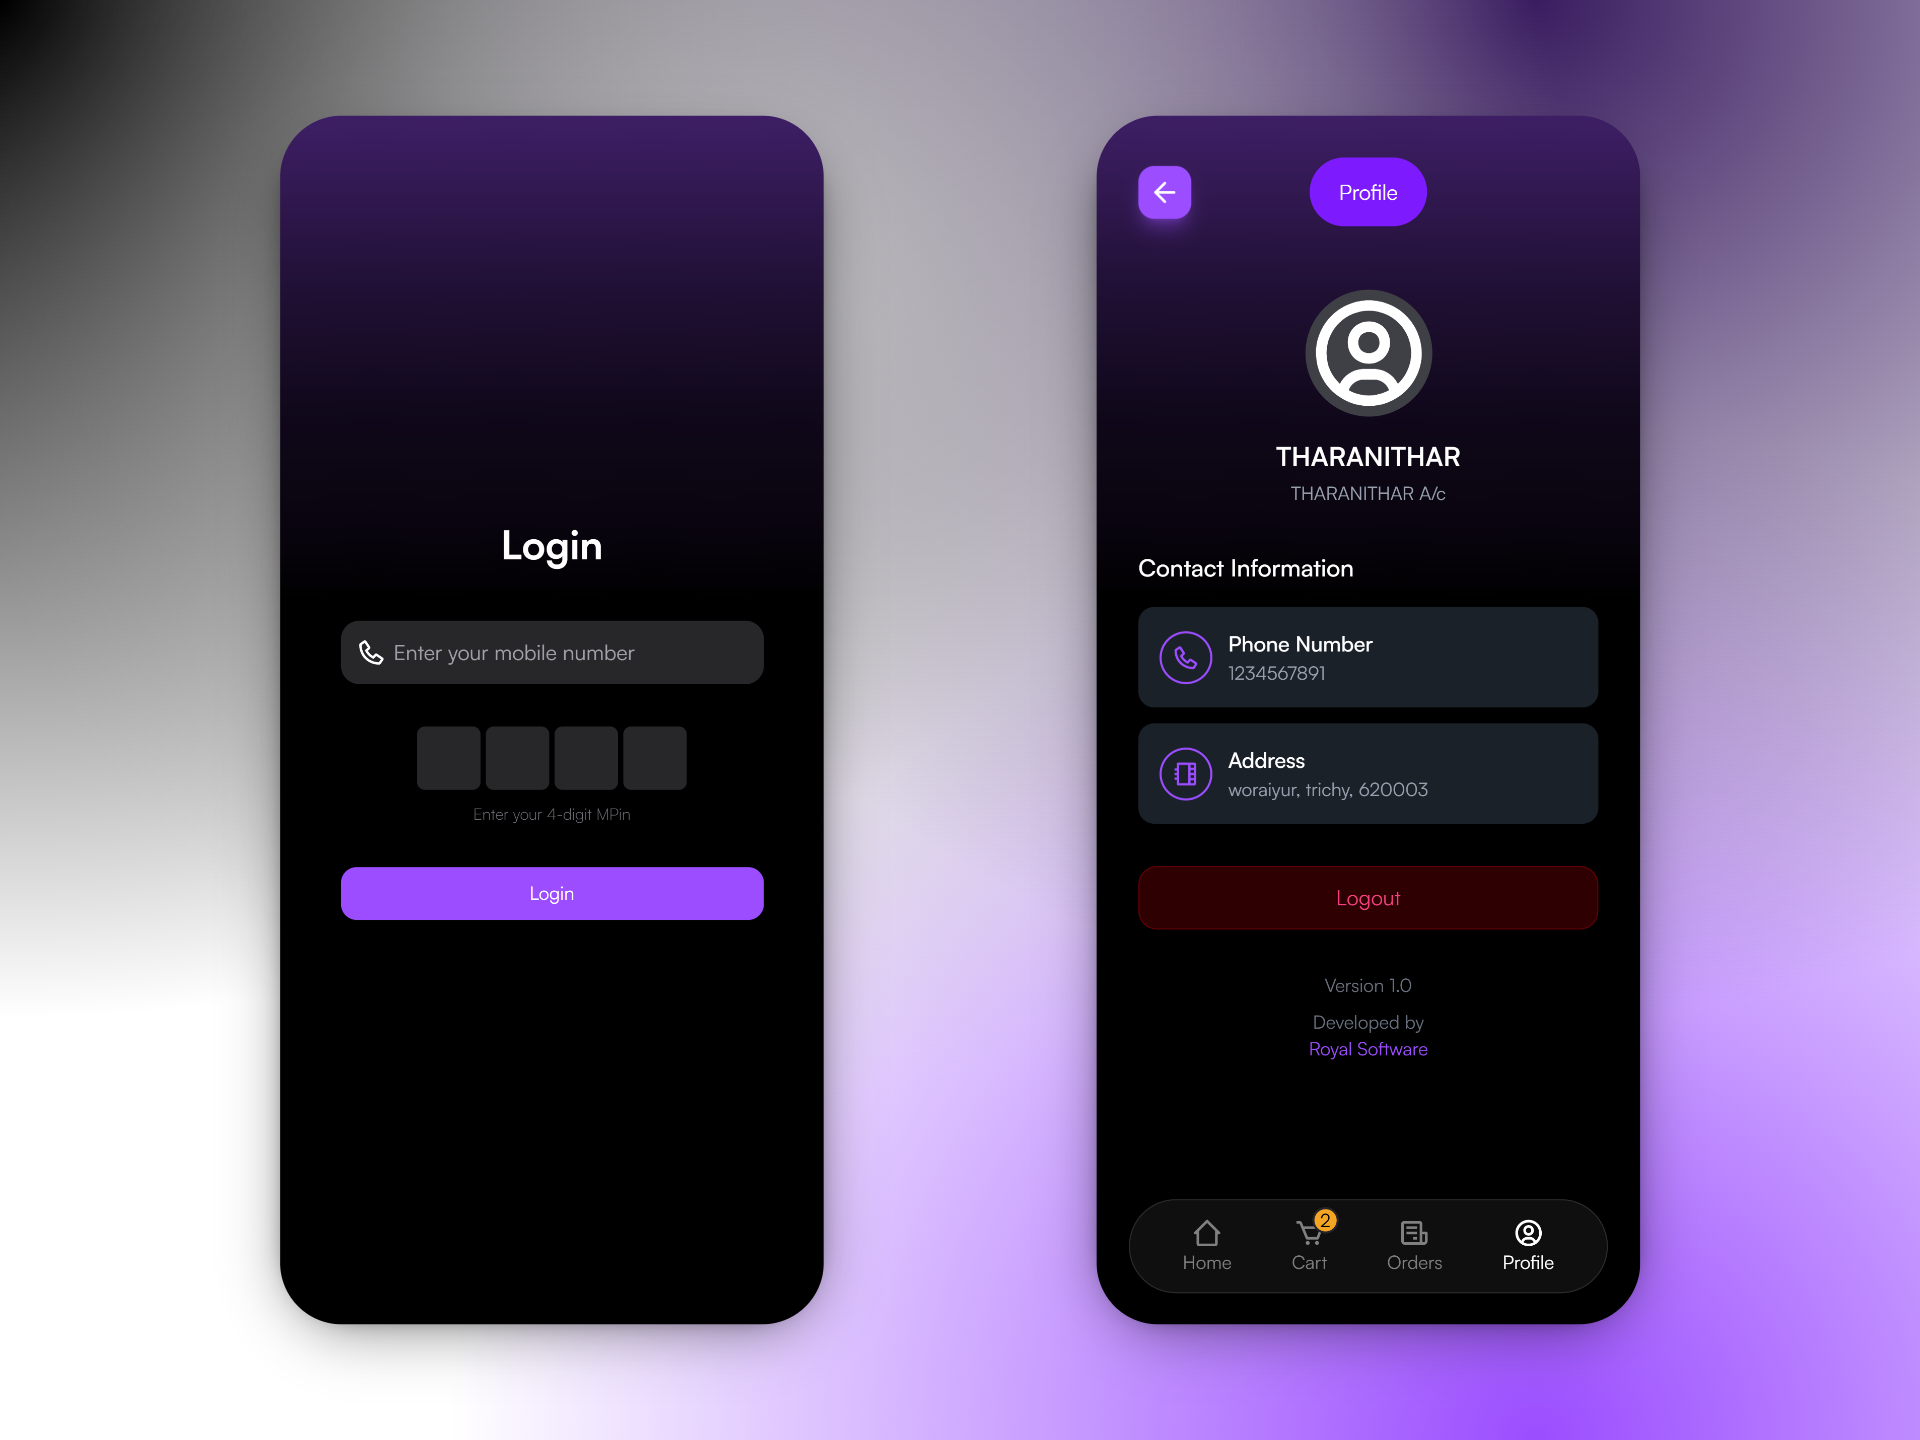 Login
Enter your mobile number
Enter your 4-digit MPin
Login
Profile
THARANITHAR
THARANITHAR A/c
Contact Information
Phone Number
1234567891
Address
woraiyur, trichy, 620003
Logout
Version 1.0
Developed by
Royal Software
2
Home Cart Orders Profile